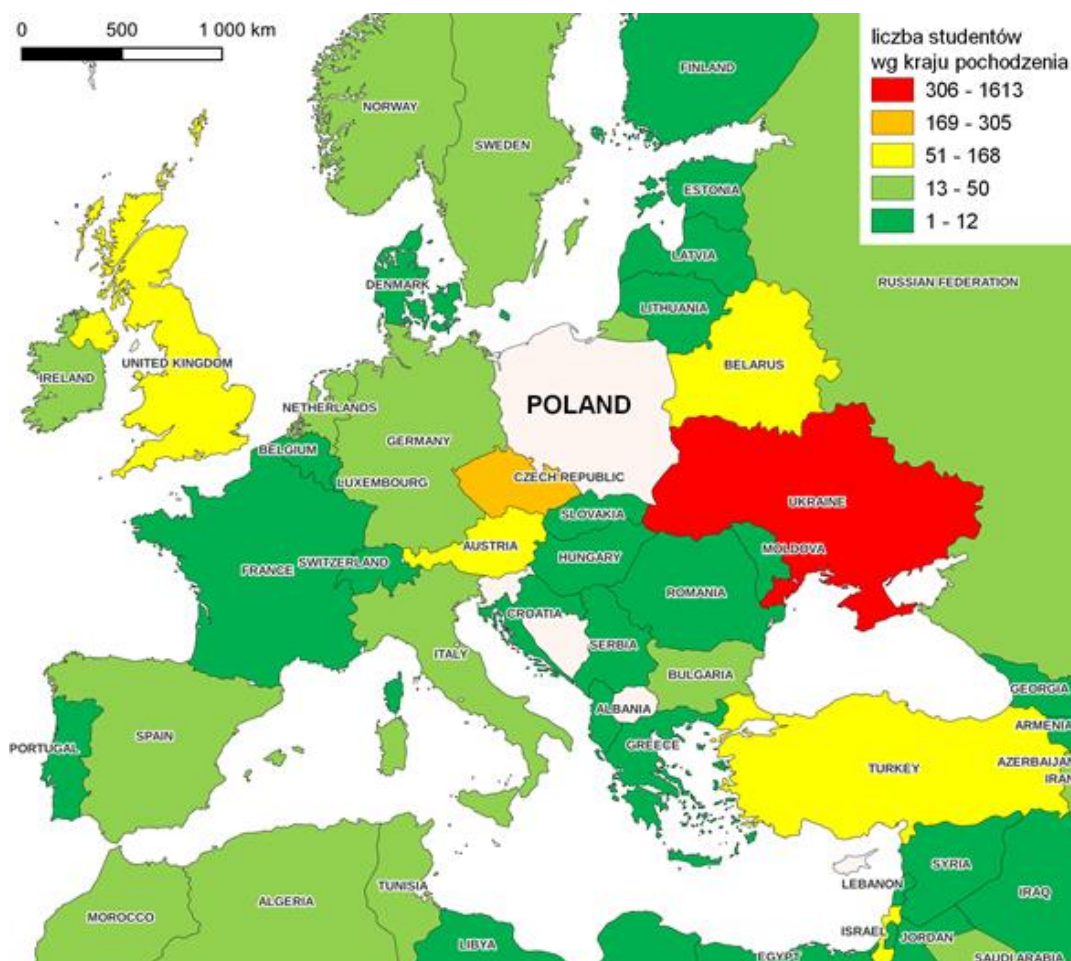 0 500 1 000 km
liczba studentów
wg kraju pochodzenia
306 - 1613
169 - 305
51 - 168
13 - 50
1 - 12
FINLAND
NORWAY
SWEDEN
ESTONIA
LATVIA
RUSSIAN FEDERATION
DENMARK
LITHUANIA
UNITED KINGDOM
BELARUS
IRELAND
POLAND
NETHERLANDS
GERMANY
BELGIUM
CZECH REPUBLIC
LUXEMBOURG
UKRAINE
SLOVAKIA
AUSTRIA
MOLDOVA
HUNGARY
SWITZERLAND
FRANCE
ROMANIA
CROATIA
SERBIA
ITALY
BULGARIA
GEORGIA
ALBANIA
ARMENIA
SPAIN
GREECE
PORTUGAL
AZERBAIJAN
TURKEY
IRAN
SYRIA
LEBANON
TUNISIA
IRAQ
ALGERIA
MOROCCO
ISRAEL
JORDAN
LIBYA
EGYPT
SAUDI ARABIA